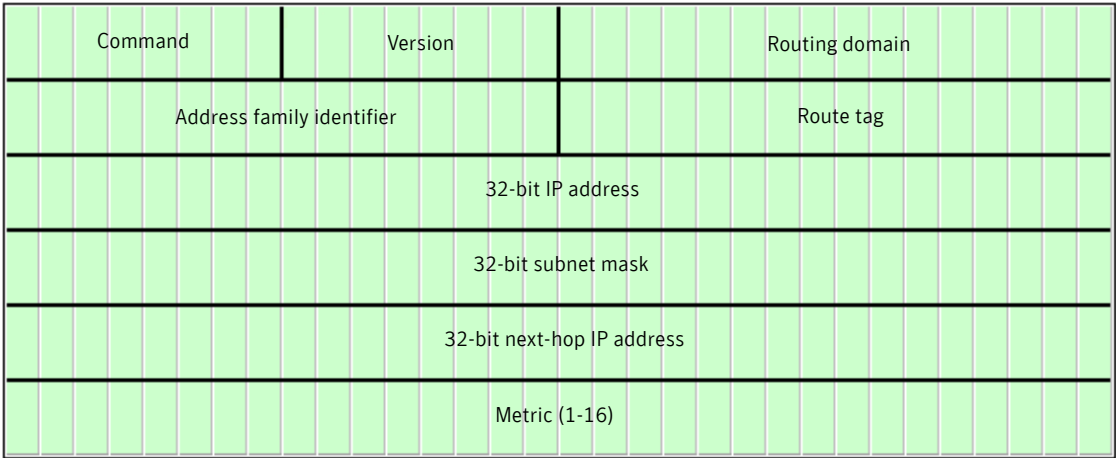 Command Version Routing domain
Address family identifier Route tag
32-bit IP address
32-bit subnet mask
32-bit next-hop IP address
Metric (1-16)